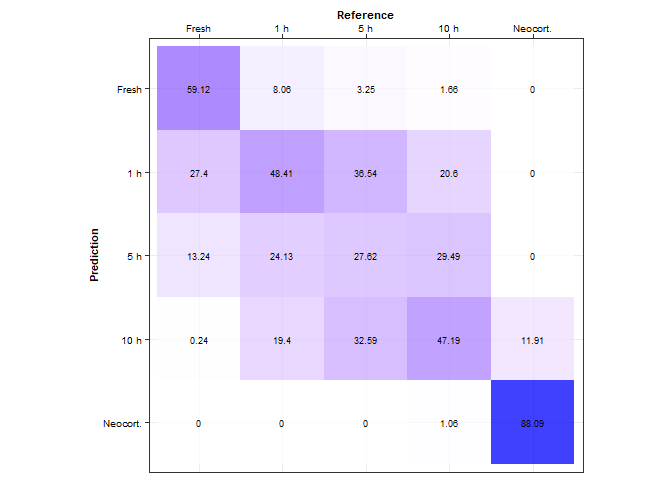 Reference
Fresh 1 h 5 h 10 h Neocort.
Fresh 59.12 8.06 3.25 1.66 0
1 h 27.4 48.41 36.54 20.6 0
5 h 13.24 24.13 27.62 29.49 0
Prediction
10 h 0.24 19.4 32.59 47.19 11.91
Neocort. 0 0 0 1.06 88.09